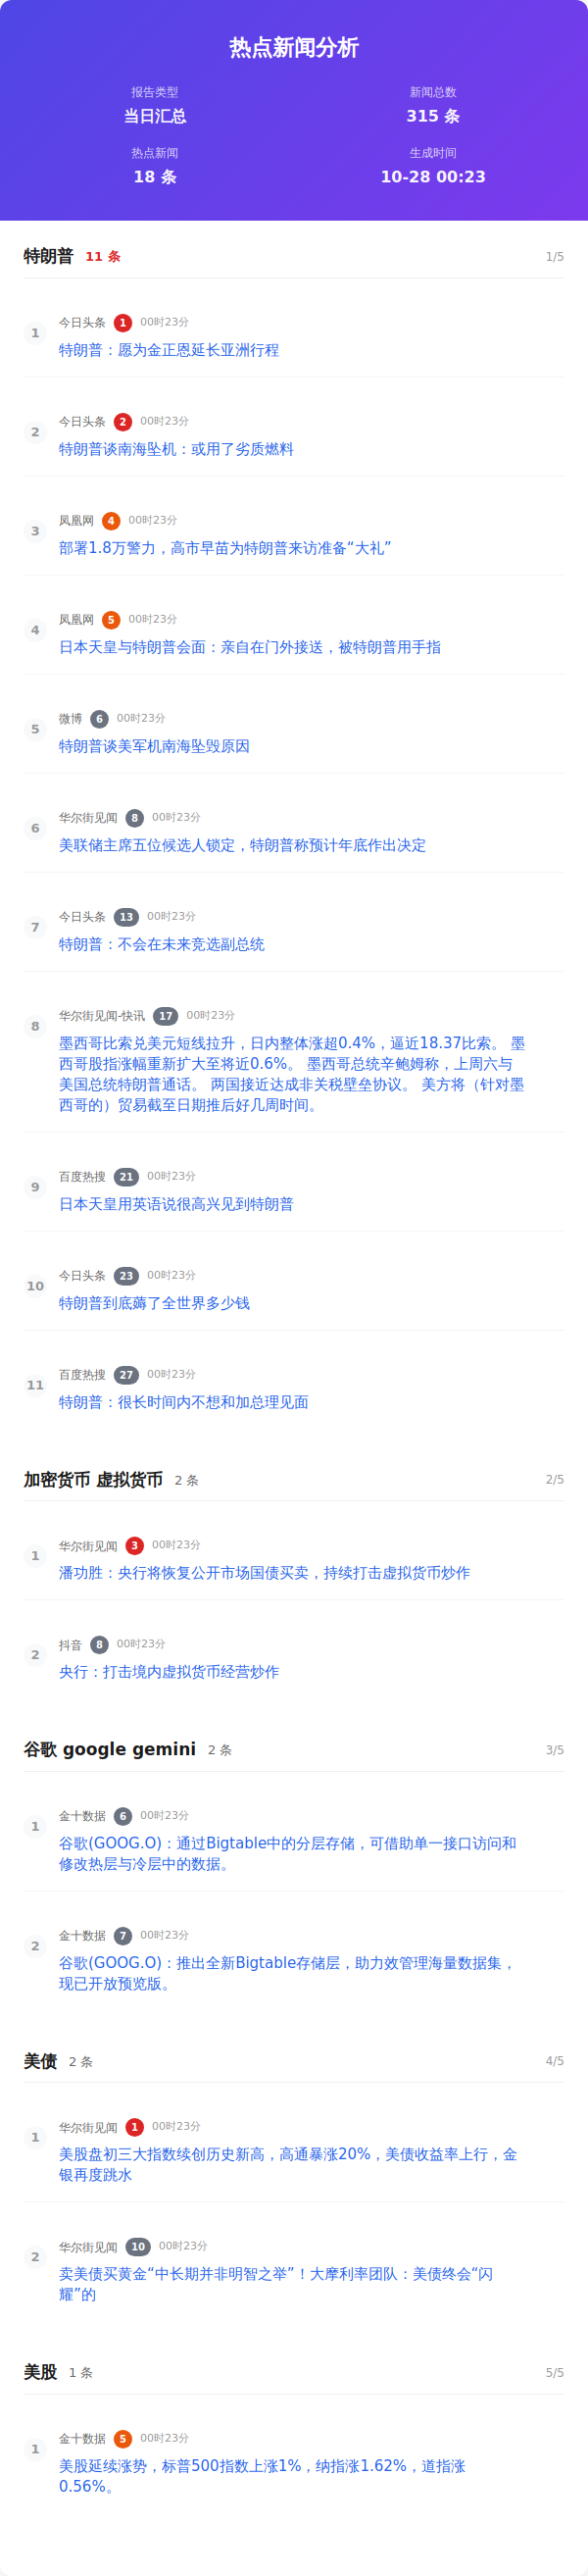 热点新闻分析
报告类型
当日汇总
新闻总数
315 条
热点新闻
18 条
生成时间
10-28 00:23
特朗普 11 条 1/5
1 今日头条 1 00时23分
特朗普：愿为金正恩延长亚洲行程
2 今日头条 2 00时23分
特朗普谈南海坠机：或用了劣质燃料
3 凤凰网 4 00时23分
部署1.8万警力，高市早苗为特朗普来访准备“大礼”
4 凤凰网 5 00时23分
日本天皇与特朗普会面：亲自在门外接送，被特朗普用手指
5 微博 6 00时23分
特朗普谈美军机南海坠毁原因
6 华尔街见闻 8 00时23分
美联储主席五位候选人锁定，特朗普称预计年底作出决定
7 今日头条 13 00时23分
特朗普：不会在未来竞选副总统
8 华尔街见闻-快讯 17 00时23分
墨西哥比索兑美元短线拉升，日内整体涨超0.4%，逼近18.37比索。 墨
西哥股指涨幅重新扩大至将近0.6%。 墨西哥总统辛鲍姆称，上周六与
美国总统特朗普通话。 两国接近达成非关税壁垒协议。 美方将（针对墨
西哥的）贸易截至日期推后好几周时间。
9 百度热搜 21 00时23分
日本天皇用英语说很高兴见到特朗普
10 今日头条 23 00时23分
特朗普到底薅了全世界多少钱
11 百度热搜 27 00时23分
特朗普：很长时间内不想和加总理见面
加密货币 虚拟货币 2 条 2/5
1 华尔街见闻 3 00时23分
潘功胜：央行将恢复公开市场国债买卖，持续打击虚拟货币炒作
2 抖音 8 00时23分
央行：打击境内虚拟货币经营炒作
谷歌 google gemini 2 条 3/5
1 金十数据 6 00时23分
谷歌(GOOG.O)：通过Bigtable中的分层存储，可借助单一接口访问和
修改热层与冷层中的数据。
2 金十数据 7 00时23分
谷歌(GOOG.O)：推出全新Bigtable存储层，助力效管理海量数据集，
现已开放预览版。
美债 2 条 4/5
1 华尔街见闻 1 00时23分
美股盘初三大指数续创历史新高，高通暴涨20%，美债收益率上行，金
银再度跳水
2 华尔街见闻 10 00时23分
卖美债买黄金“中长期并非明智之举”！大摩利率团队：美债终会“闪
耀”的
美股 1 条 5/5
1 金十数据 5 00时23分
美股延续涨势，标普500指数上涨1%，纳指涨1.62%，道指涨
0.56%。